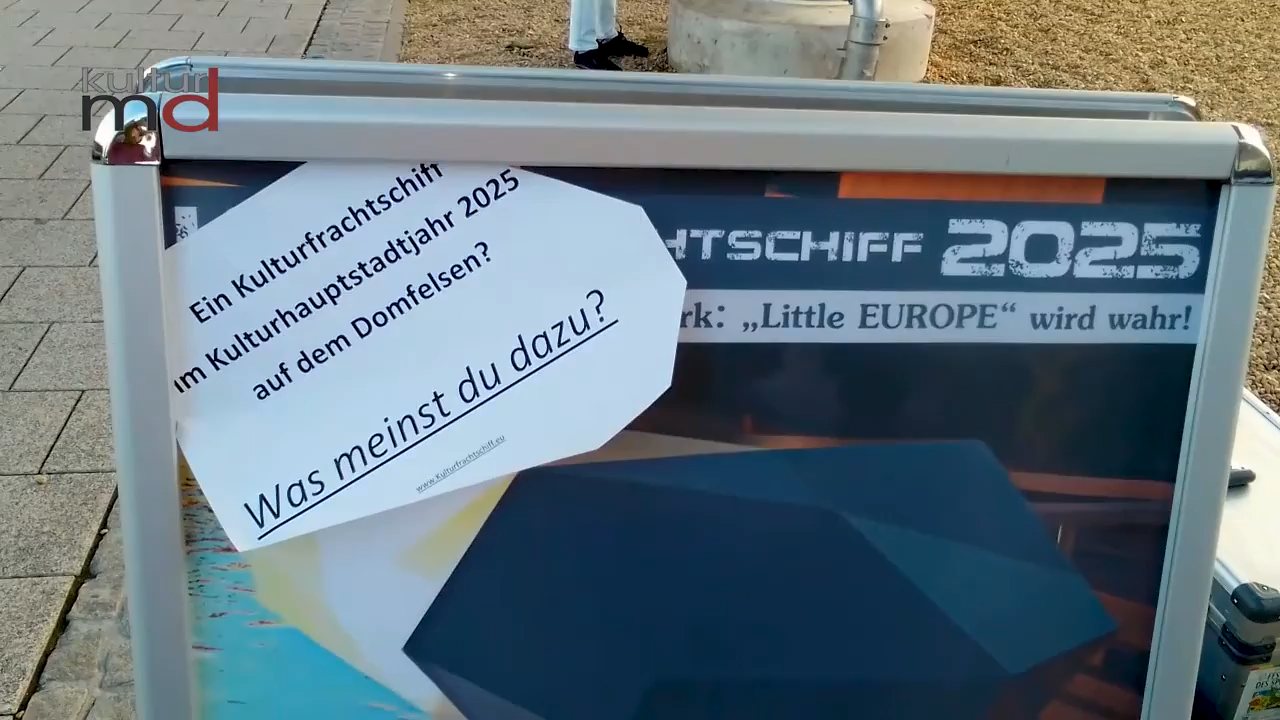 kultur
md
Ein Kulturfrachtschiff
im Kulturhauptstadtjahr 2025
auf dem Domfelsen?
Was meinst du dazu?
www.Kulturfrachtschiff.eu
HTSCHIFF 2025
rk: „Little EUROPE“ wird wahr!